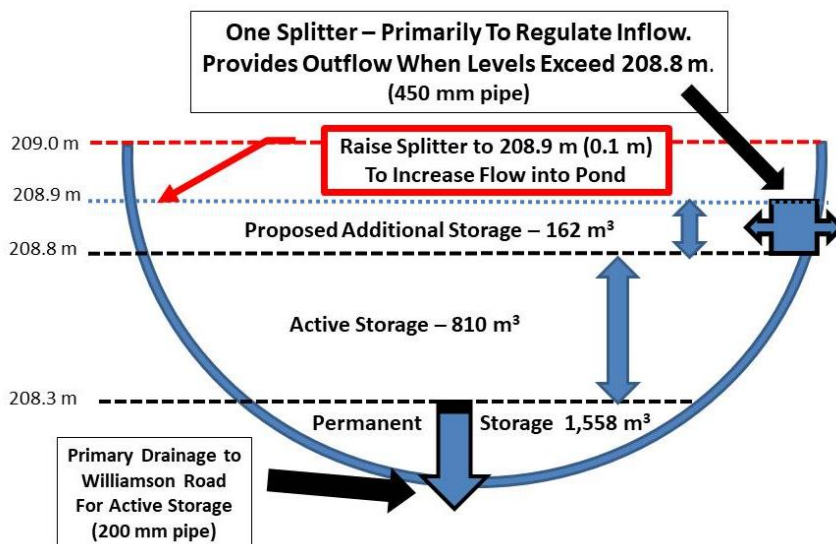 One Splitter – Primarily To Regulate Inflow.
Provides Outflow When Levels Exceed 208.8 m.
(450 mm pipe)
209.0 m
Raise Splitter to 208.9 m (0.1 m)
To Increase Flow into Pond
208.9 m
Proposed Additional Storage – 162 m³
208.8 m
Active Storage – 810 m³
208.3 m
Permanent Storage 1,558 m³
Primary Drainage to
Williamson Road
For Active Storage
(200 mm pipe)